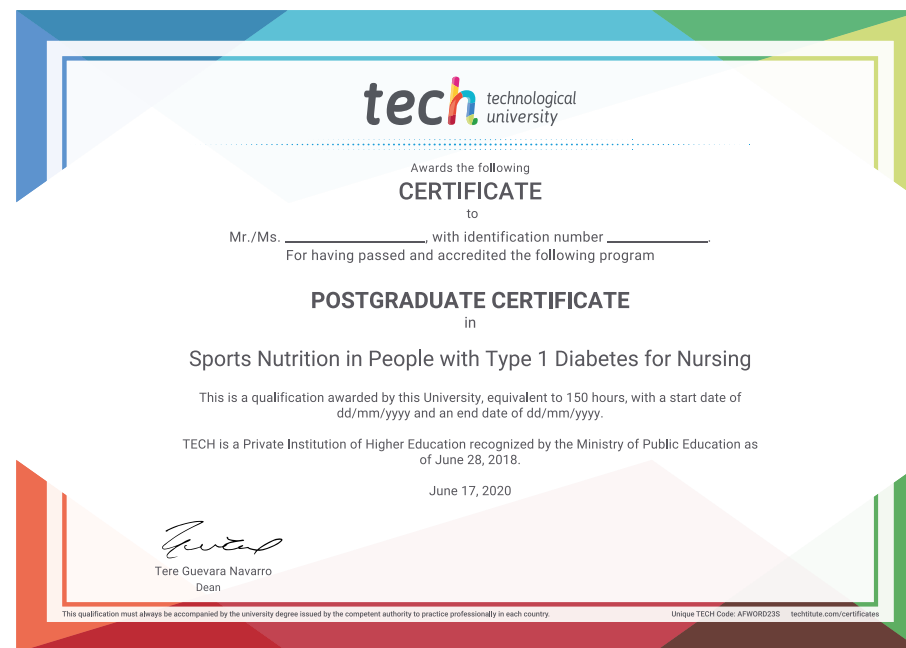 tech technological
university
Awards the following
CERTIFICATE
to
Mr./Ms. ____________________, with identification number ______________.
For having passed and accredited the following program
POSTGRADUATE CERTIFICATE
in
Sports Nutrition in People with Type 1 Diabetes for Nursing
This is a qualification awarded by this University, equivalent to 150 hours, with a start date of
dd/mm/yyyy and an end date of dd/mm/yyyy.
TECH is a Private Institution of Higher Education recognized by the Ministry of Public Education as
of June 28, 2018.
June 17, 2020
Tere Guevara Navarro
Dean
This qualification must always be accompanied by the university degree issued by the competent authority to practice professionally in each country. Unique TECH Code: AFWORD23S techtitute.com/certificates